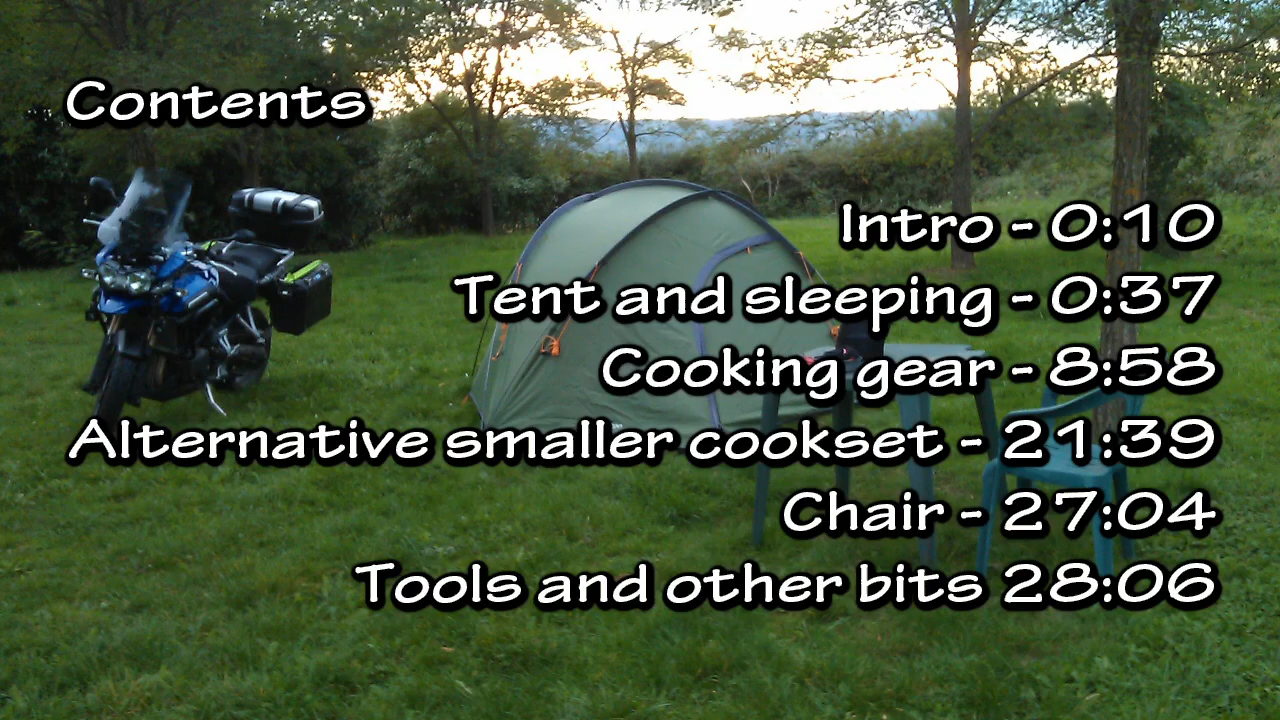 Contents
Intro - 0:10
Tent and sleeping - 0:37
Cooking gear - 8:58
Alternative smaller cookset - 21:39
Chair - 27:04
Tools and other bits 28:06